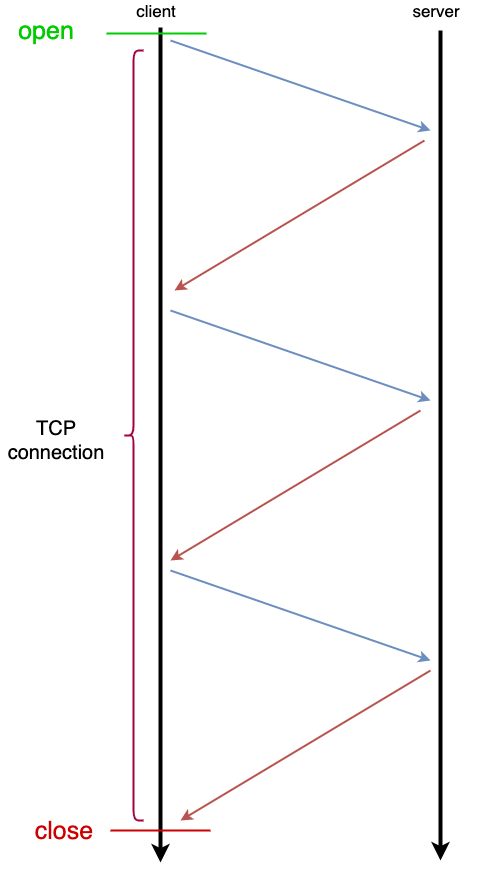 client
server
open
TCP
connection
close